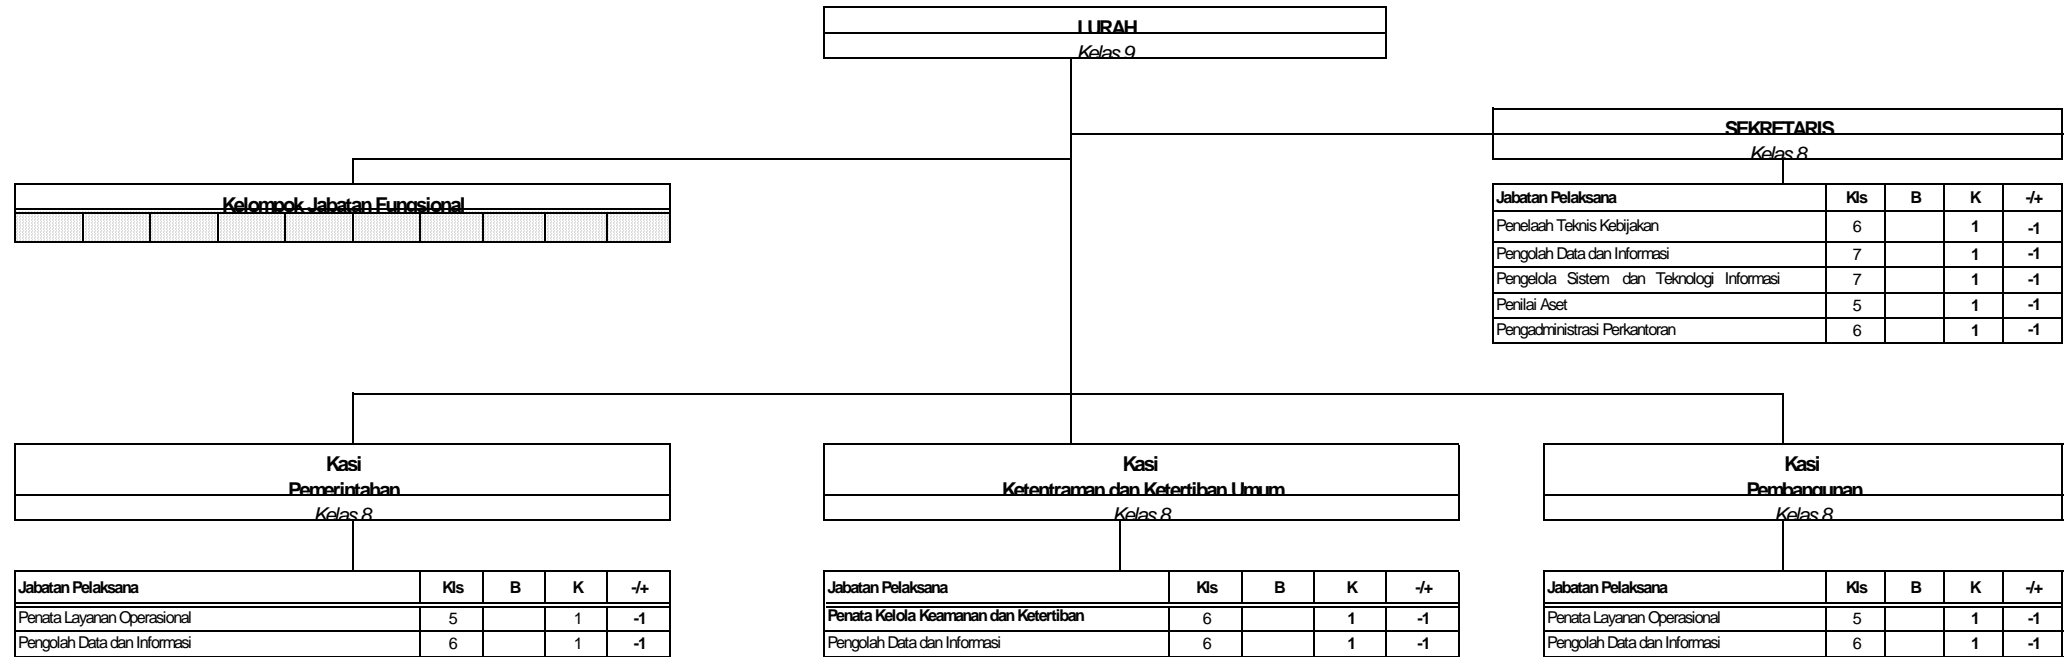 LURAH
Kelas 9
SEKRETARIS
Kelas 8
Kelompok Jabatan Fungsional
Jabatan Pelaksana Kls B K -/+
Penelaah Teknis Kebijakan 6 1 -1
Pengolah Data dan Informasi 7 1 -1
Pengelola Sistem dan Teknologi Informasi 7 1 -1
Penilai Aset 5 1 -1
Pengadministrasi Perkantoran 6 1 -1
Kasi
Pemerintahan
Kelas 8
Jabatan Pelaksana Kls B K -/+
Penata Layanan Operasional 5 1 -1
Pengolah Data dan Informasi 6 1 -1
Kasi
Ketentraman dan Ketertiban Umum
Kelas 8
Jabatan Pelaksana Kls B K -/+
Penata Kelola Keamanan dan Ketertiban 6 1 -1
Pengolah Data dan Informasi 6 1 -1
Kasi
Pembangunan
Kelas 8
Jabatan Pelaksana Kls B K -/+
Penata Layanan Operasional 5 1 -1
Pengolah Data dan Informasi 6 1 -1